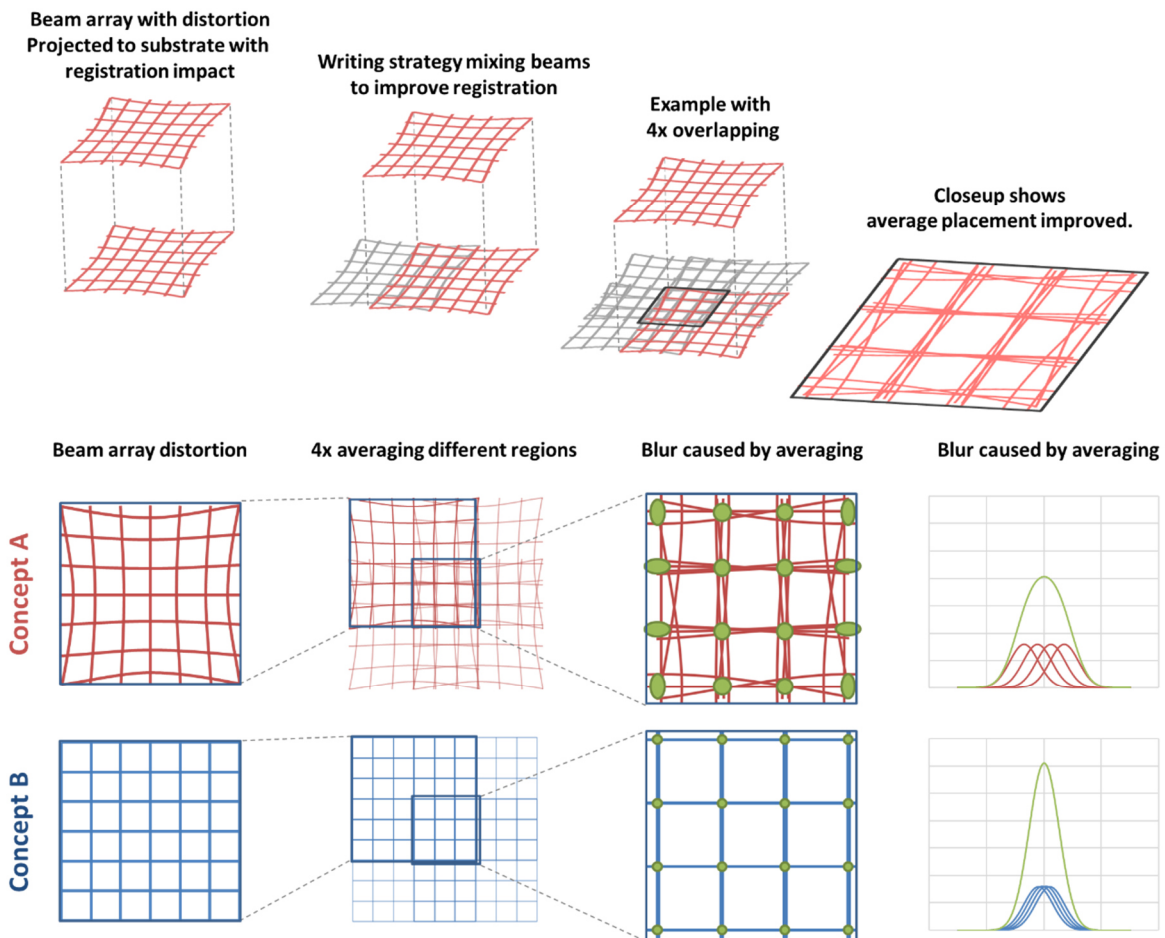 Beam array with distortion
Projected to substrate with
registration impact
Writing strategy mixing beams
to improve registration
Example with
4x overlapping
Closeup shows
average placement improved.
Beam array distortion
4x averaging different regions
Blur caused by averaging
Blur caused by averaging
Concept A
Concept B